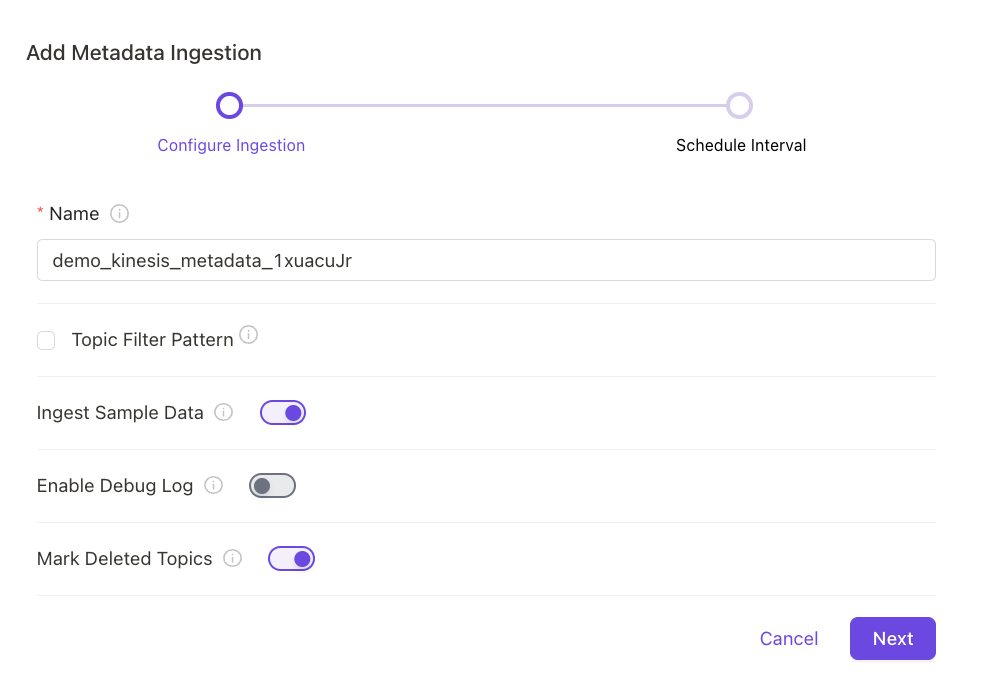 Add Metadata Ingestion
Configure Ingestion
Schedule Interval
* Name
demo_kinesis_metadata_1xuacuJr
Topic Filter Pattern
Ingest Sample Data
Enable Debug Log
Mark Deleted Topics
Cancel Next